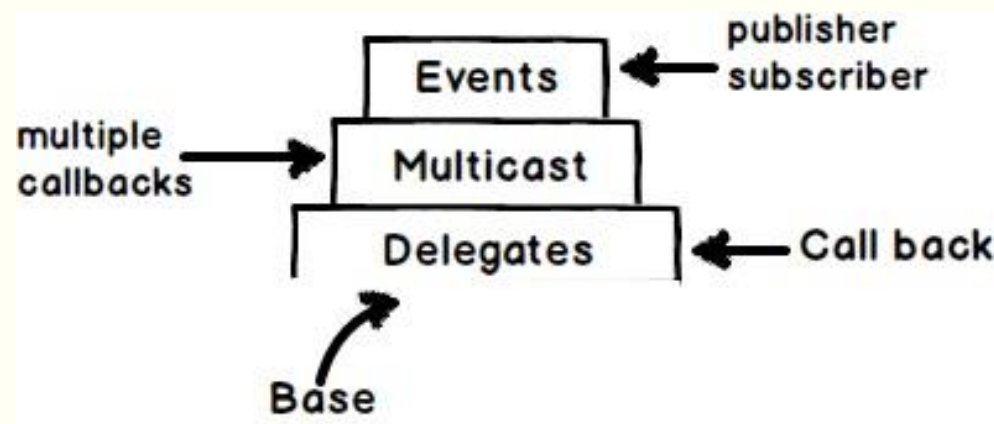 publisher
subscriber
Events
multiple
callbacks
Multicast
Delegates
Call back
Base